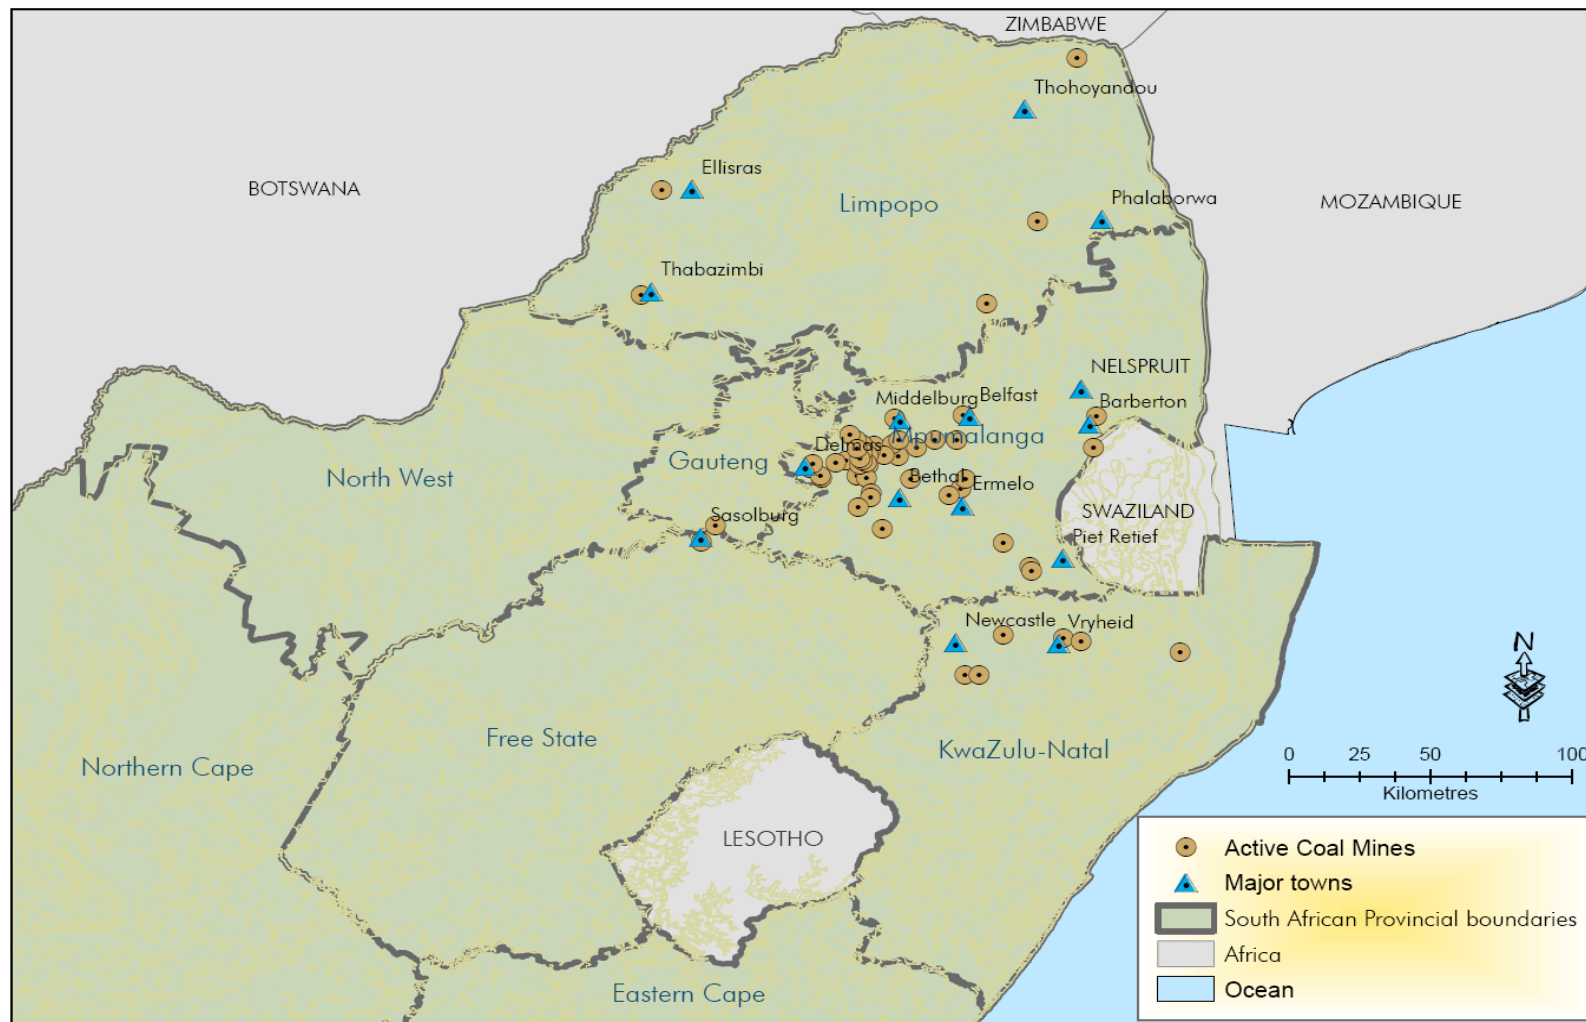 ZIMBABWE
Thohoyandou
Ellisras
BOTSWANA
Limpopo
Phalaborwa
MOZAMBIQUE
Thabazimbi
NELSPRUIT
Middelburg
Belfast
Barberton
Mpumalanga
Delmas
Gauteng
North West
Bethal
Ermelo
Sasolburg
SWAZILAND
Piet Retief
Newcastle
Vryheid
N
Free State
KwaZulu-Natal
Northern Cape
0 25 50 100
Kilometres
LESOTHO
Eastern Cape
Active Coal Mines
Major towns
South African Provincial boundaries
Africa
Ocean